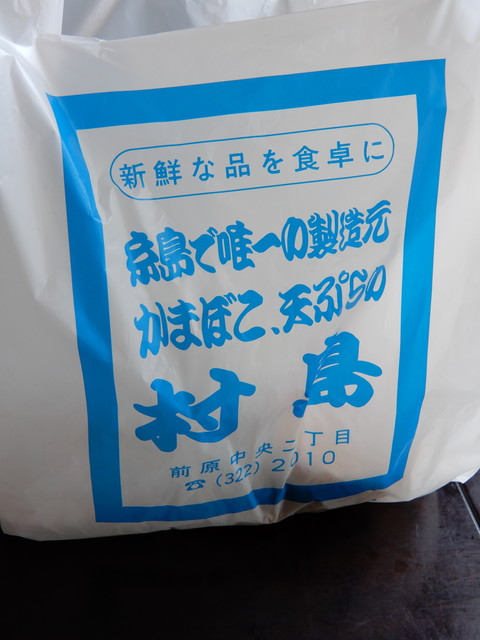 新鮮な品を食卓に
糸島で唯一の製造元
かまぼこ、天ぷらの
村島
前原中央二丁目
☎(322)2010